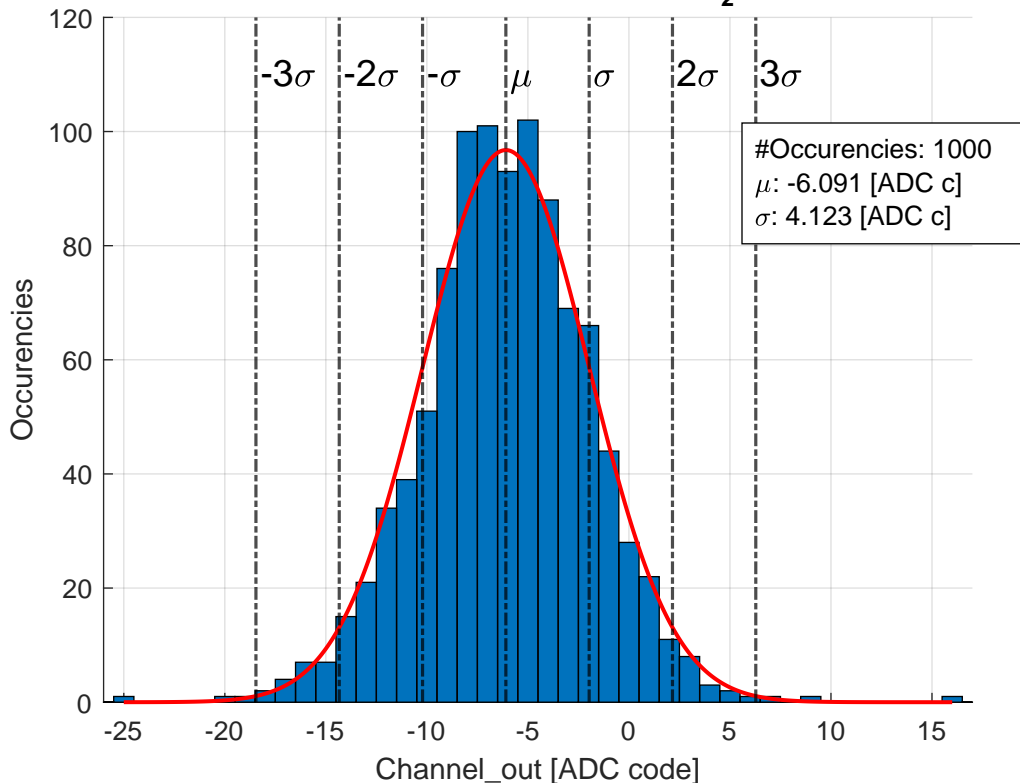 2
120
100
80
60
40
20
0
Occurencies
-3σ
-2σ
-σ
μ
σ
2σ
3σ
#Occurencies: 1000
μ: -6.091 [ADC c]
σ: 4.123 [ADC c]
-25
-20
-15
-10
-5
0
5
10
15
Channel_out [ADC code]